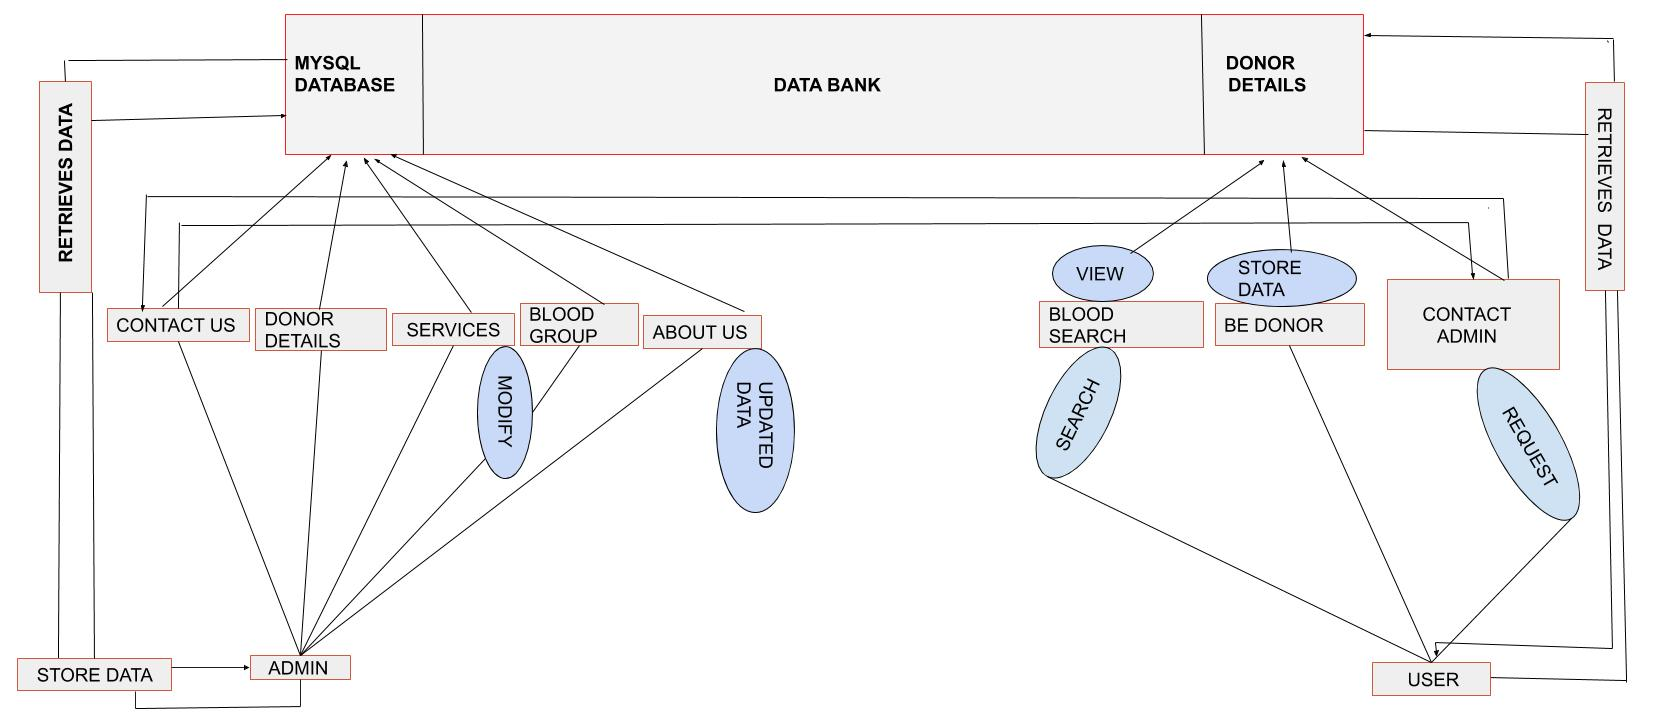 MYSQL
DATABASE
DATA BANK
DONOR
DETAILS
RETRIEVES DATA
RETRIEVES DATA
CONTACT US
DONOR
DETAILS
SERVICES
BLOOD
GROUP
ABOUT US
VIEW
BLOOD
SEARCH
STORE
DATA
BE DONOR
CONTACT
ADMIN
MODIFY
UPDATED
DATA
SEARCH
REQUEST
STORE DATA
ADMIN
USER